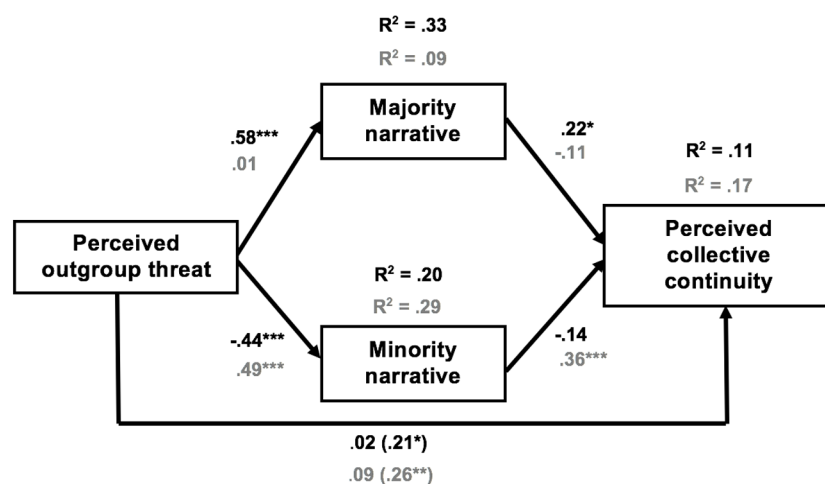 R² = .33
R² = .09
Majority
narrative
.58***
.01
.22*
-.11
R² = .11
R² = .17
Perceived
outgroup threat
Perceived
collective
continuity
R² = .20
R² = .29
-.44***
.49***
Minority
narrative
-.14
.36***
.02 (.21*)
.09 (.26**)